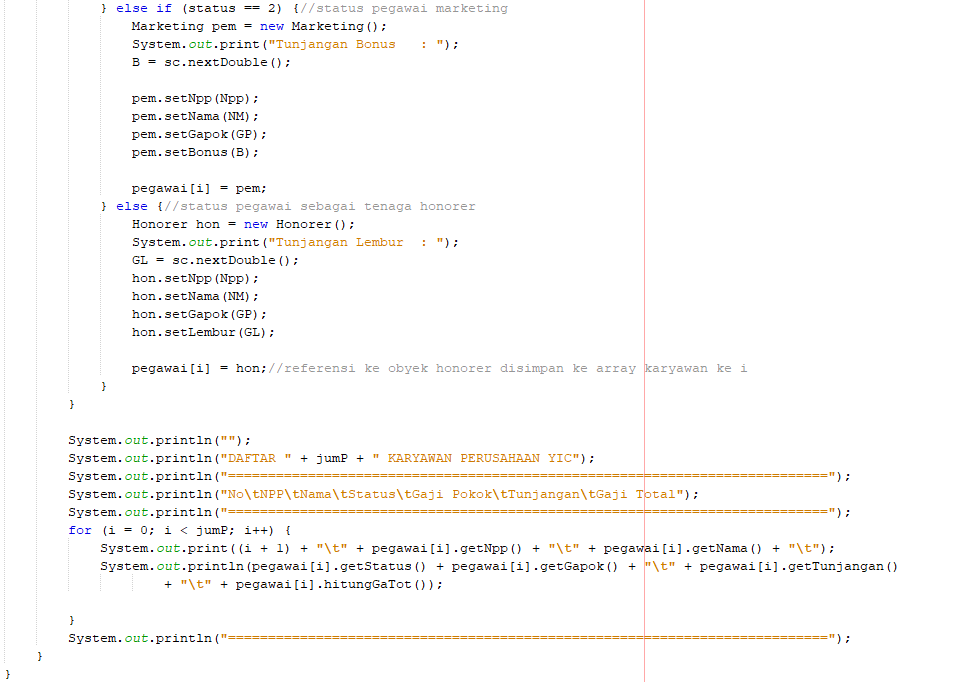 } else if (status == 2) {//status pegawai marketing
Marketing pem = new Marketing();
System.out.print("Tunjangan Bonus   : ");
B = sc.nextDouble();
pem.setNpp(Npp);
pem.setNama(NM);
pem.setGapok(GP);
pem.setBonus(B);
pegawai[i] = pem;
} else {//status pegawai sebagai tenaga honorer
Honorer hon = new Honorer();
System.out.print("Tunjangan Lembur  : ");
GL = sc.nextDouble();
hon.setNpp(Npp);
hon.setNama(NM);
hon.setGapok(GP);
hon.setLembur(GL);
pegawai[i] = hon;//referensi ke obyek honorer disimpan ke array karyawan ke i
}
}
System.out.println("");
System.out.println("DAFTAR " + jumP + " KARYAWAN PERUSAHAAN YIC");
System.out.println("===========================================================================");
System.out.println("No\tNPP\tNama\tStatus\tGaji Pokok\tTunjangan\tGaji Total");
System.out.println("===========================================================================");
for (i = 0; i < jumP; i++) {
System.out.print((i + 1) + "\t" + pegawai[i].getNpp() + "\t" + pegawai[i].getNama() + "\t");
System.out.println(pegawai[i].getStatus() + pegawai[i].getGapok() + "\t" + pegawai[i].getTunjangan()
+ "\t" + pegawai[i].hitungGaTot());
}
System.out.println("===========================================================================");
}
}